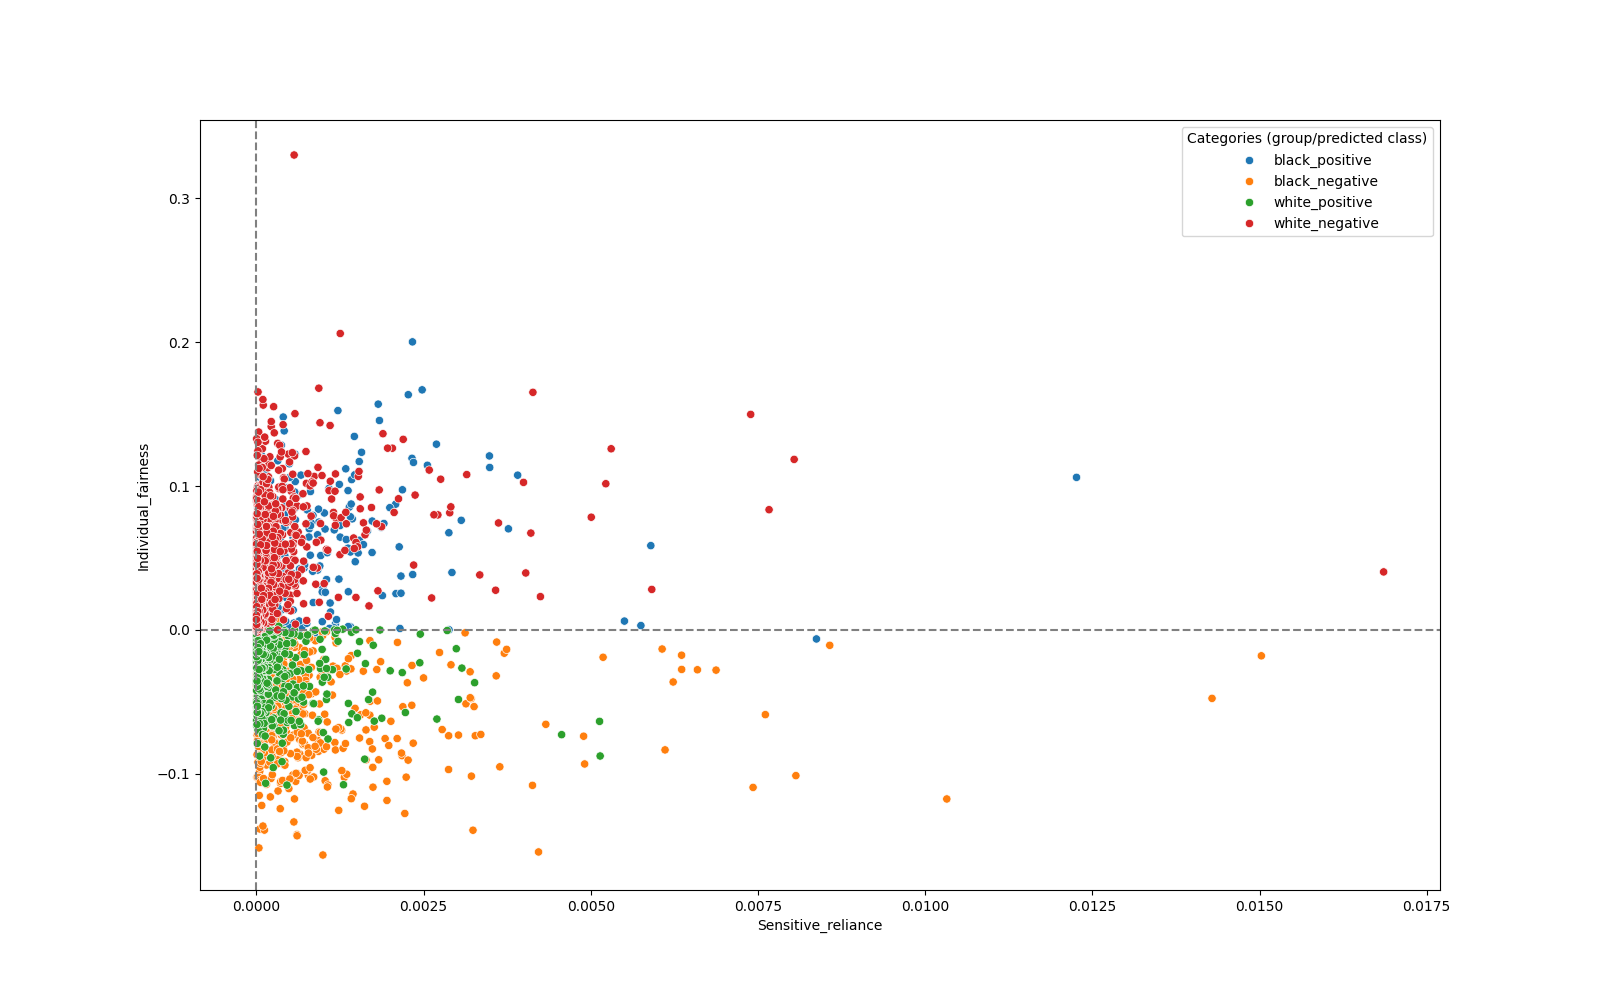 Categories (group/predicted class)
black_positive
black_negative
white_positive
white_negative
0.3
0.2
0.1
0.0
−0.1
Individual_fairness
0.0000 0.0025 0.0050 0.0075 0.0100 0.0125 0.0150 0.0175
Sensitive_reliance